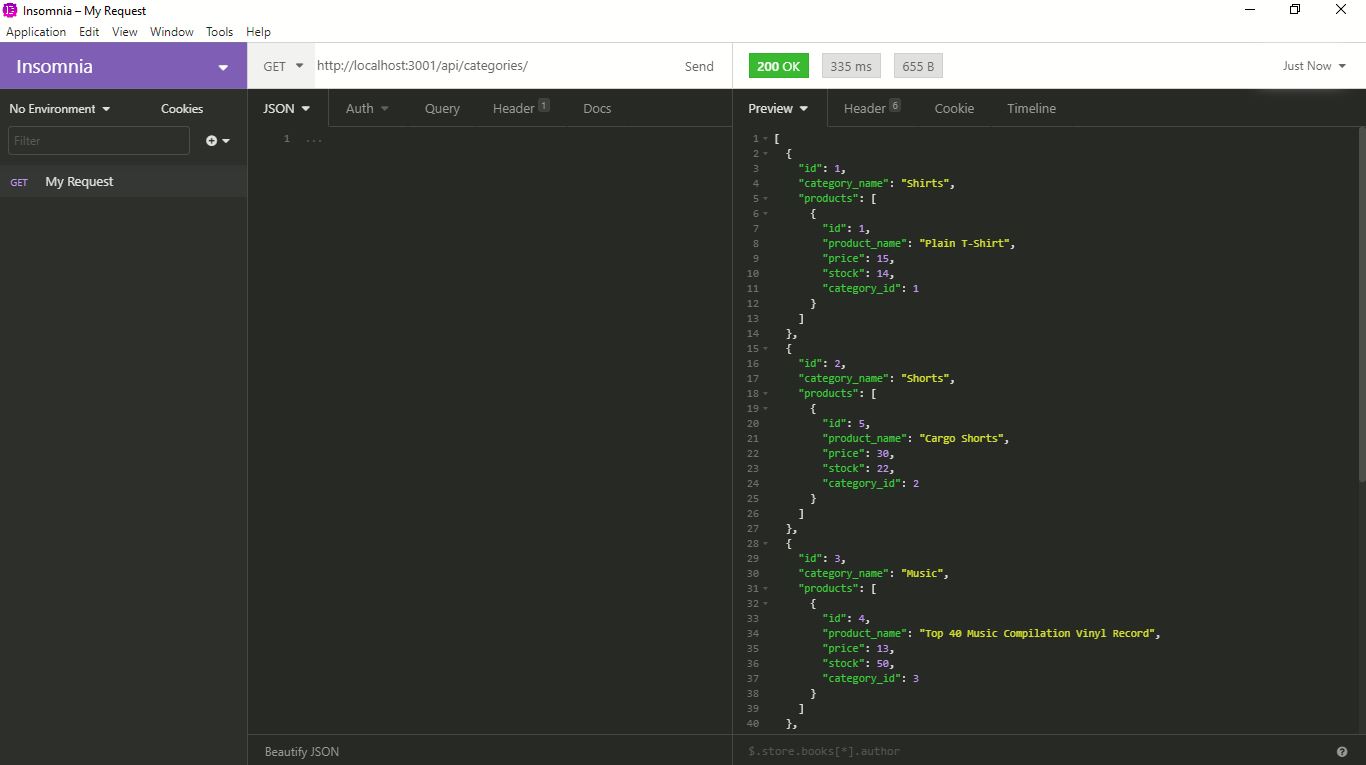 Insomnia – My Request
Application Edit View Window Tools Help
Insomnia
GET http://localhost:3001/api/categories/ Send
200 OK 335 ms 655 B Just Now
No Environment Cookies
JSON Auth Query Header 1 Docs
Preview Header 6 Cookie Timeline
Filter
GET My Request
1 ...
1 [
2 {
3 "id": 1,
4 "category_name": "Shirts",
5 "products": [
6 {
7 "id": 1,
8 "product_name": "Plain T-Shirt",
9 "price": 15,
10 "stock": 14,
11 "category_id": 1
12 }
13 ]
14 },
15 {
16 "id": 2,
17 "category_name": "Shorts",
18 "products": [
19 {
20 "id": 5,
21 "product_name": "Cargo Shorts",
22 "price": 30,
23 "stock": 22,
24 "category_id": 2
25 }
26 ]
27 },
28 {
29 "id": 3,
30 "category_name": "Music",
31 "products": [
32 {
33 "id": 4,
34 "product_name": "Top 40 Music Compilation Vinyl Record",
35 "price": 13,
36 "stock": 50,
37 "category_id": 3
38 }
39 ]
40 },
Beautify JSON
$.store.books[*].author